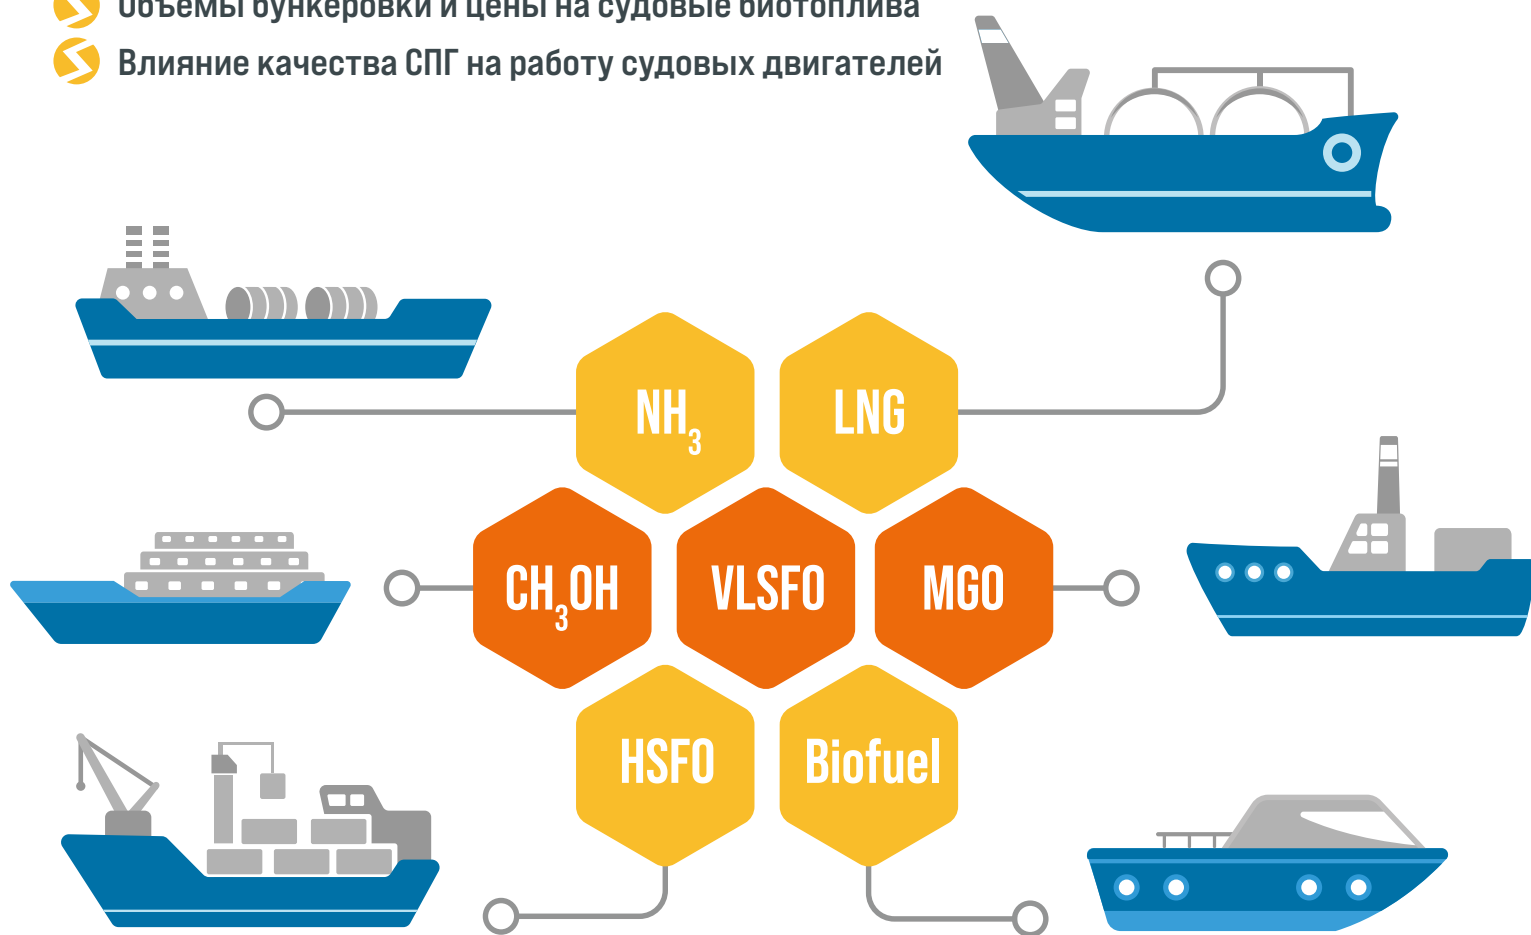 Объемы бункеровки и цены на судовые биотоплива
Влияние качества СПГ на работу судовых двигателей
NH₃
LNG
CH₃OH
VLSFO
MGO
HSFO
Biofuel